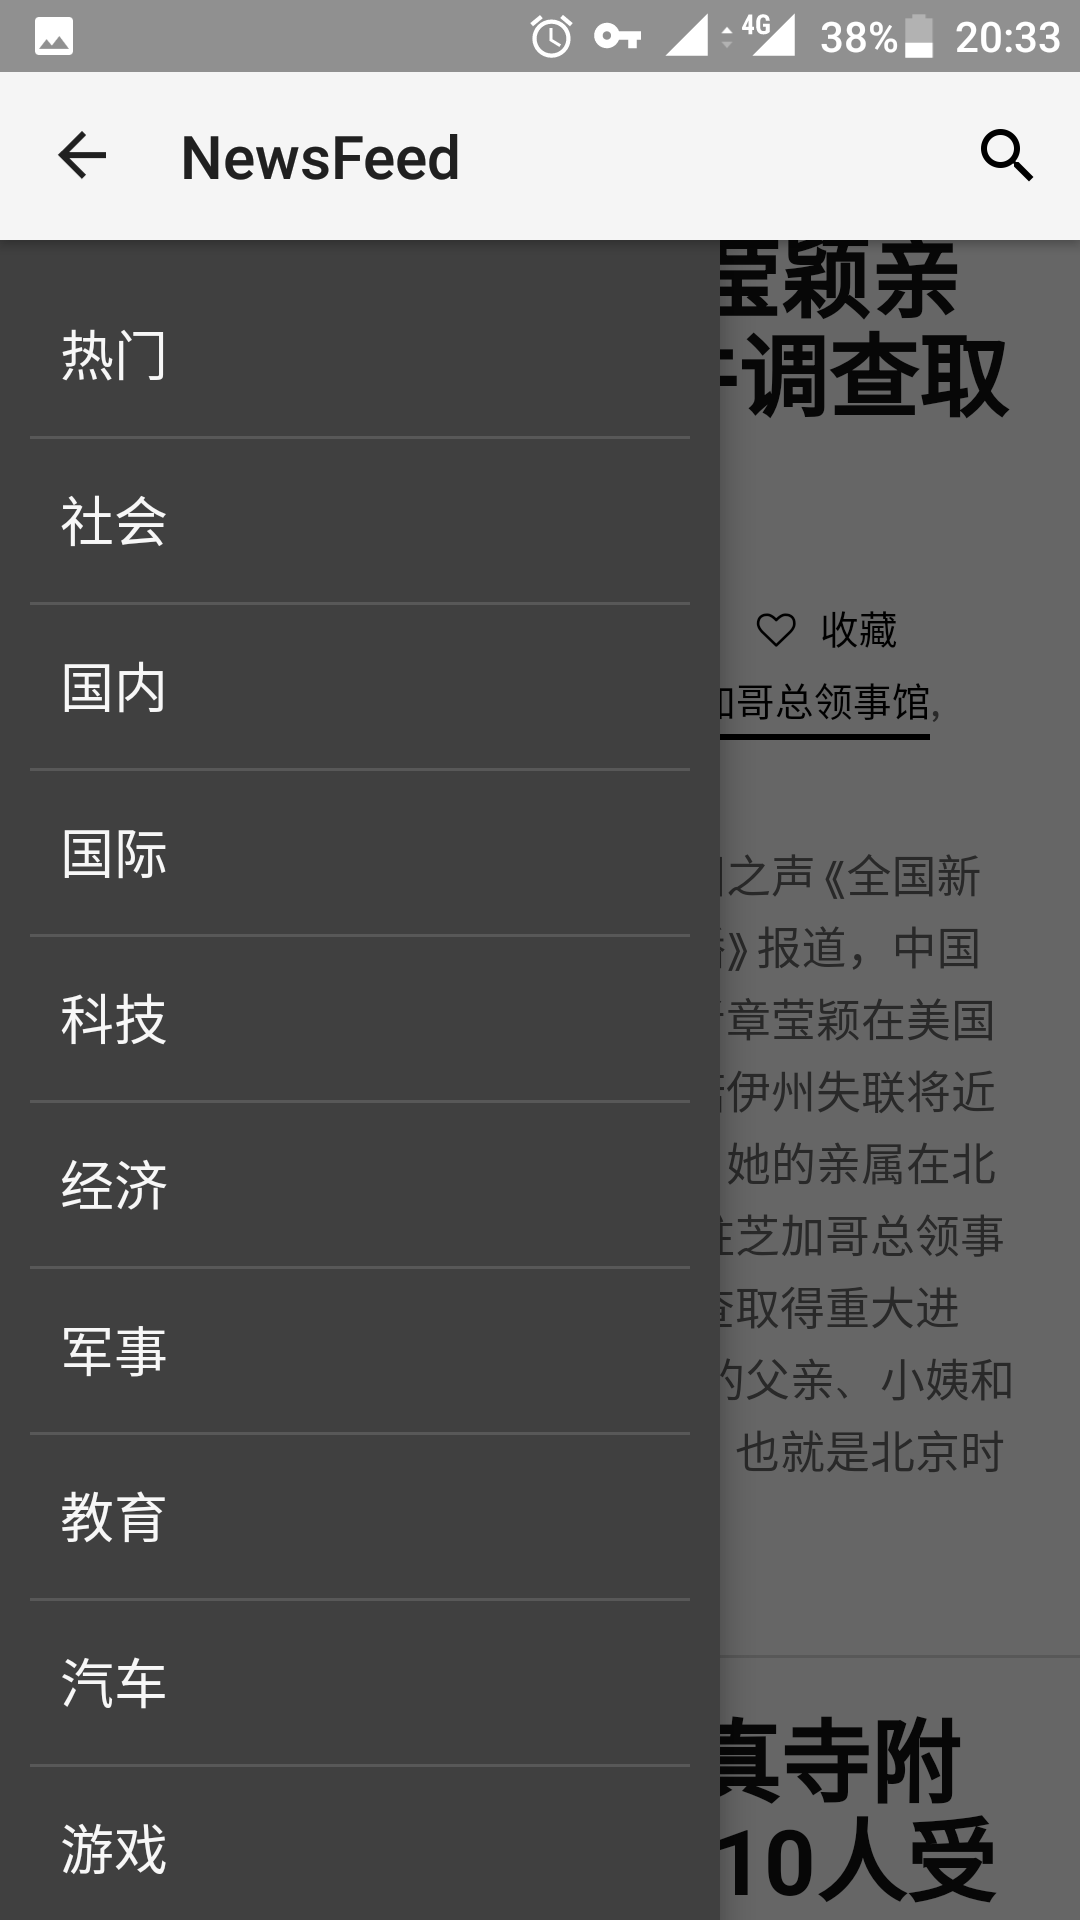 4G 38% 20:33
NewsFeed
莹颖亲
热门
调查取
社会
收藏
国内
加哥总领事馆,
国际
之声《全国新
》报道，中国
科技
章莹颖在美国
伊州失联将近
经济
她的亲属在北
芝加哥总领事
军事
查取得重大进
的父亲、小姨和
教育
也就是北京时
汽车
真寺附
游戏
10人受